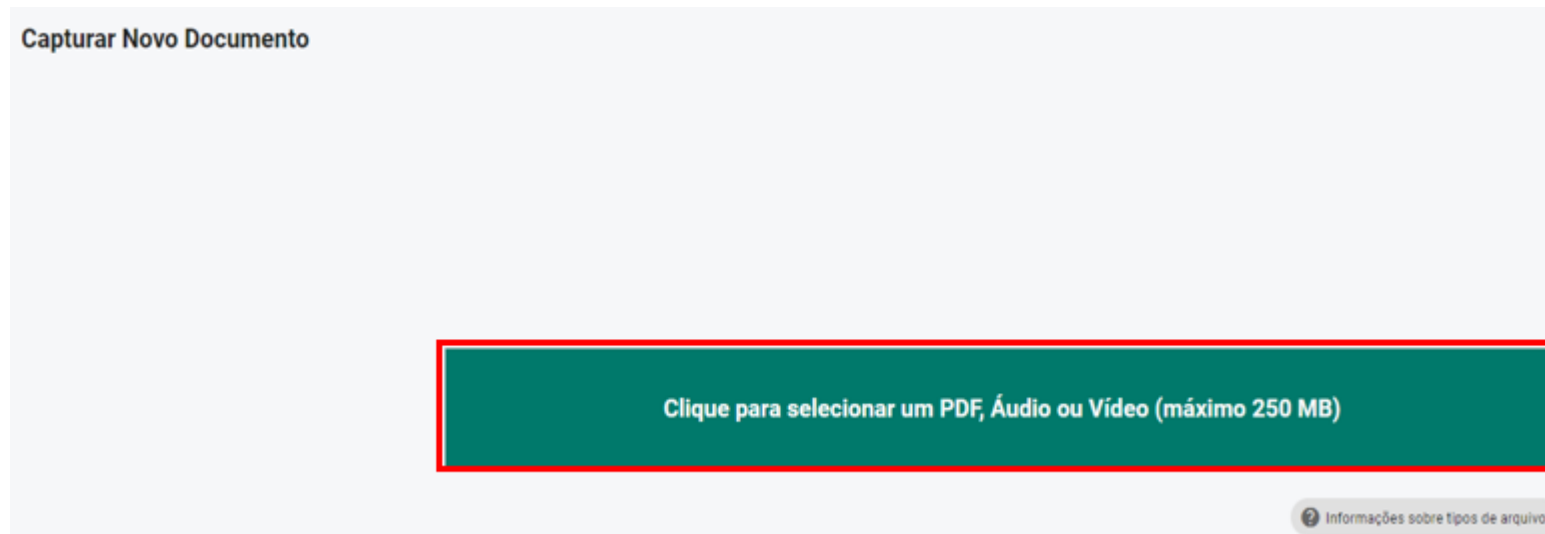 Capturar Novo Documento
Clique para selecionar um PDF, Áudio ou Vídeo (máximo 250 MB)
Informações sobre tipos de arquivo